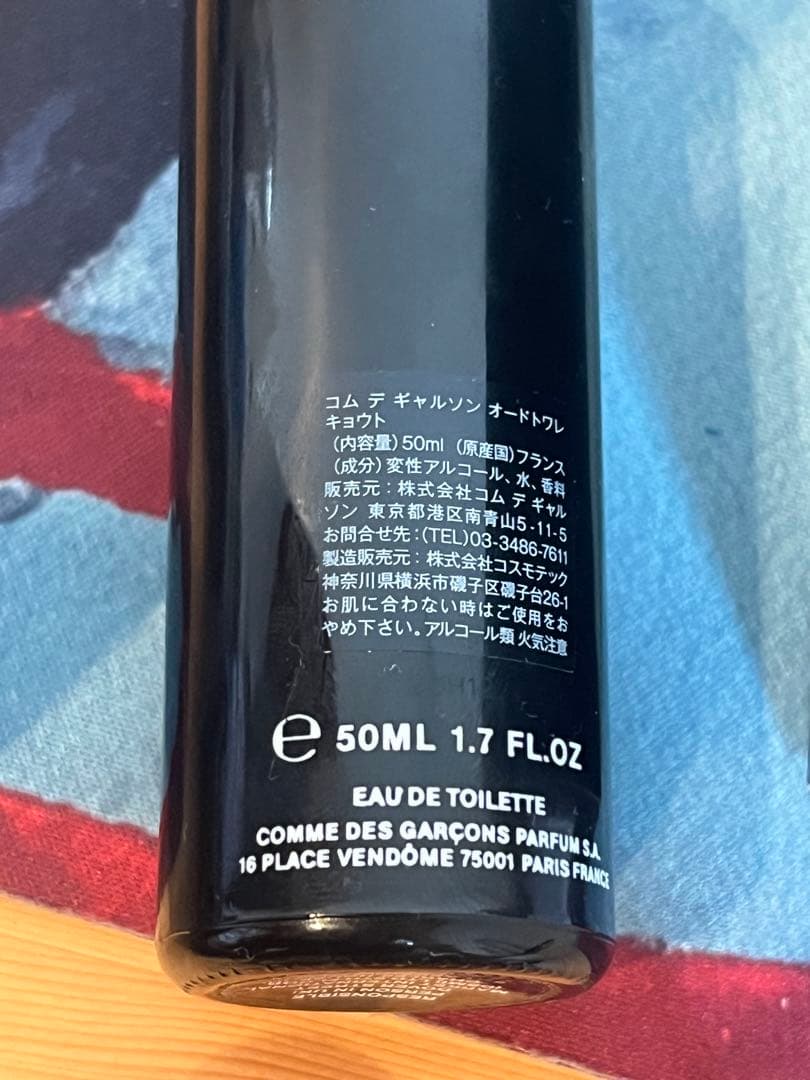 コム デ ギャルソン オードトワレ
キョウト
（内容量）50ml （原産国）フランス
（成分）変性アルコール、水、香料
販売元：株式会社コム デ ギャル
ソン 東京都港区南青山5-11-5
お問合せ先：(TEL)03-3486-7611
製造販売元：株式会社コスモテック
神奈川県横浜市磯子区磯子台26-1
お肌に合わない時はご使用をお
やめ下さい。アルコール類 火気注意
e 50ML 1.7 FL.OZ
EAU DE TOILETTE
COMME DES GARÇONS PARFUM S.A.
16 PLACE VENDÔME 75001 PARIS FRANCE
RESPONSIBLE